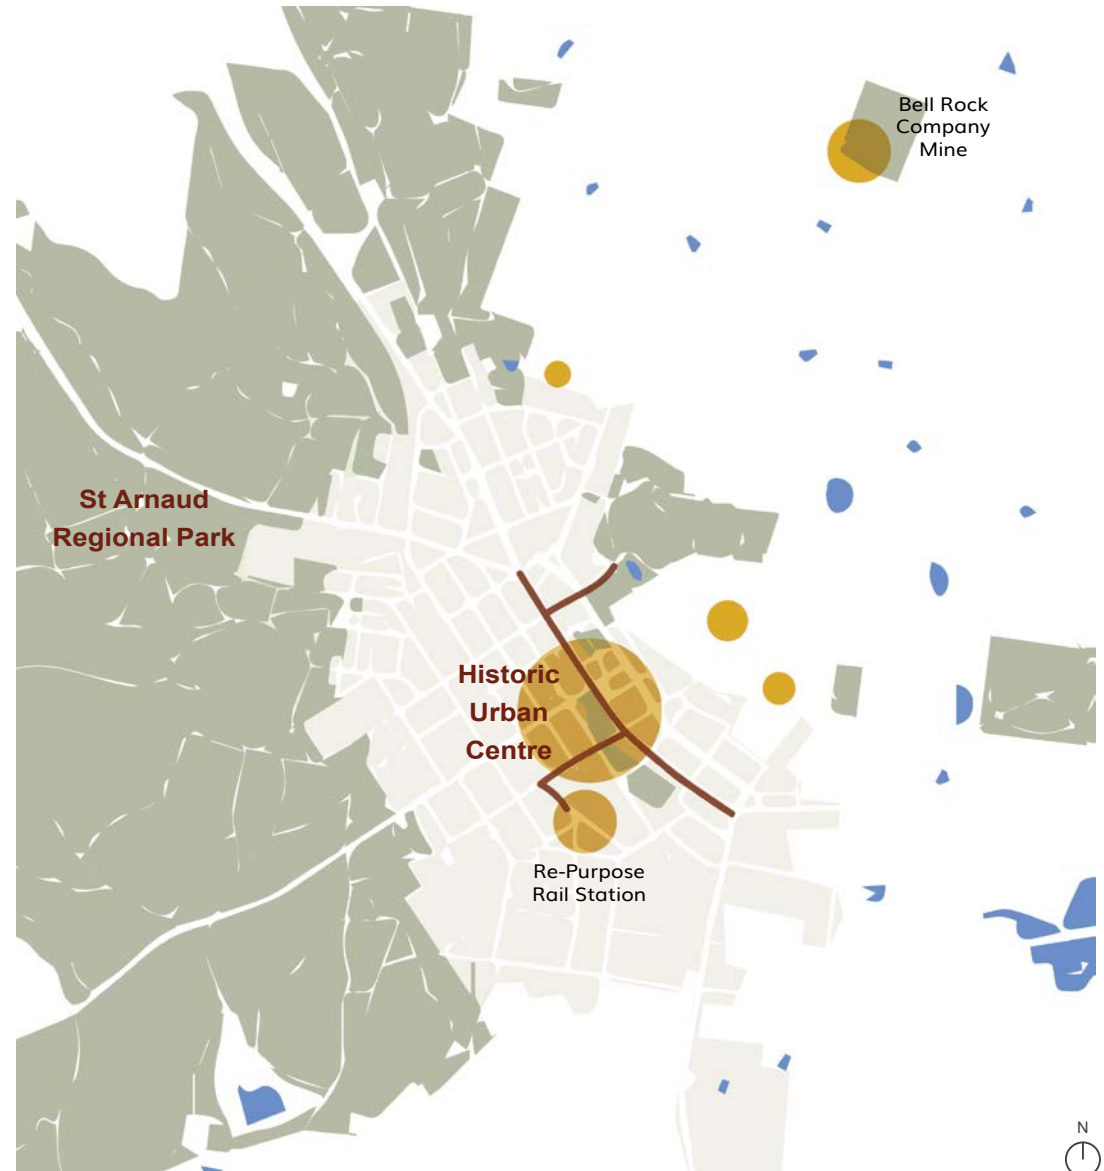 Bell Rock
Company
Mine
St Arnaud
Regional Park
Historic
Urban
Centre
Re-Purpose
Rail Station
N